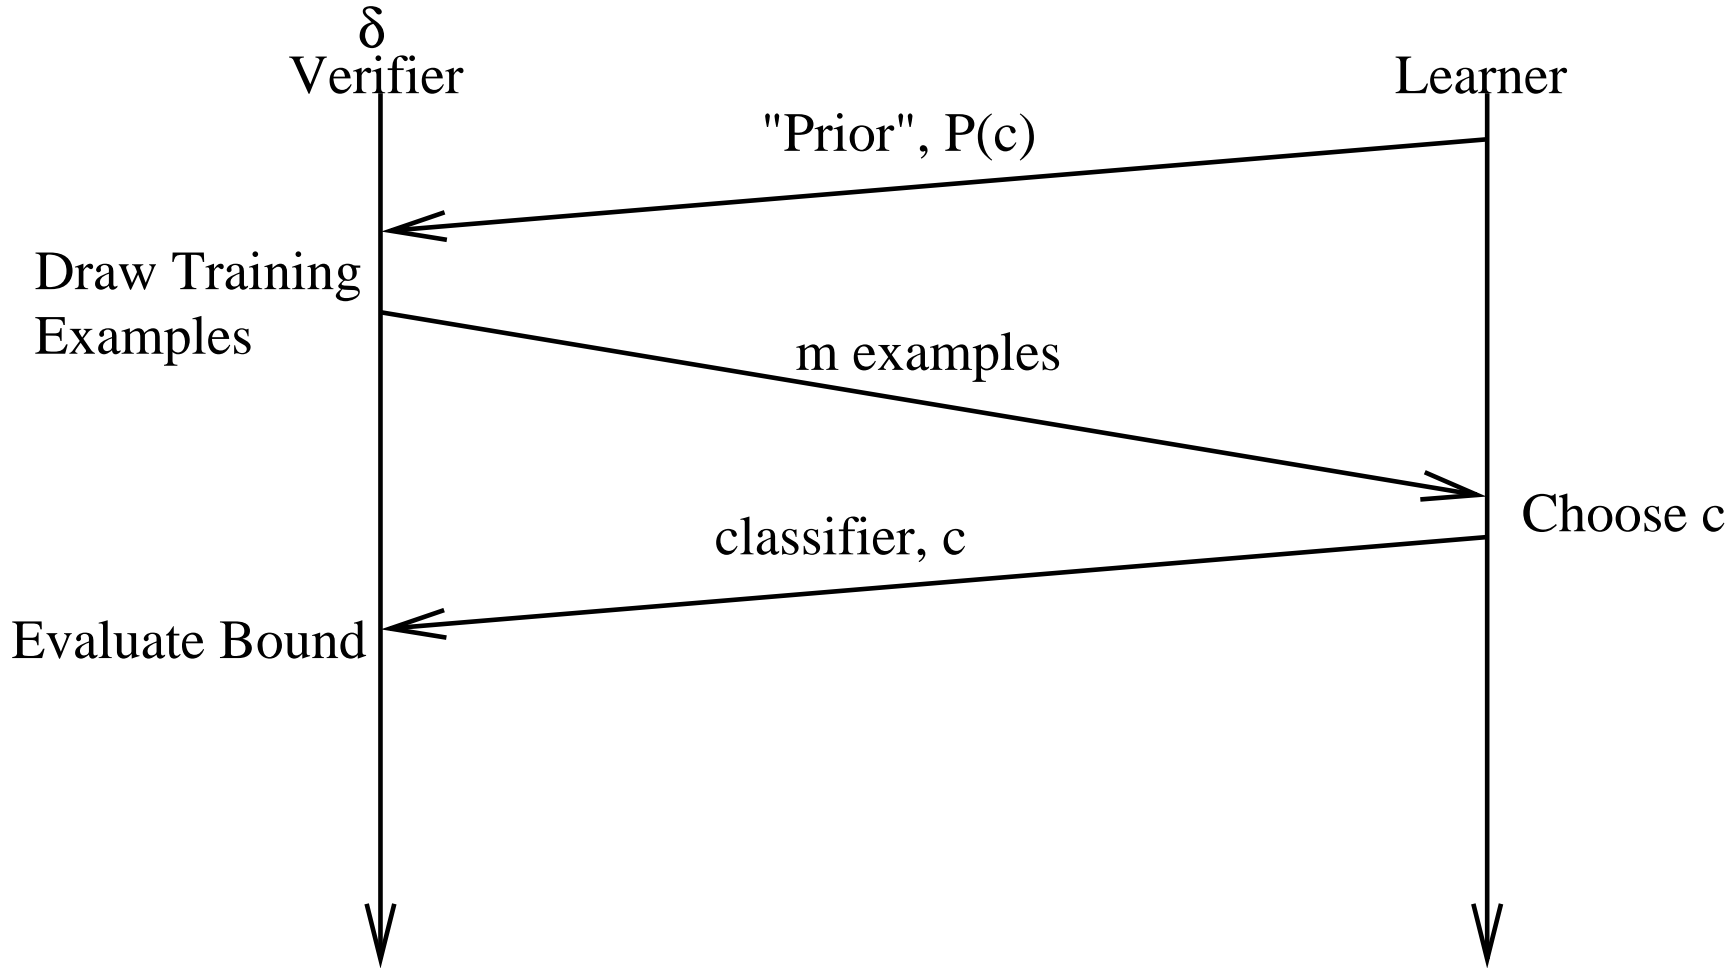 δ
Verifier
Learner
"Prior", P(c)
Draw Training
Examples
m examples
Choose c
classifier, c
Evaluate Bound